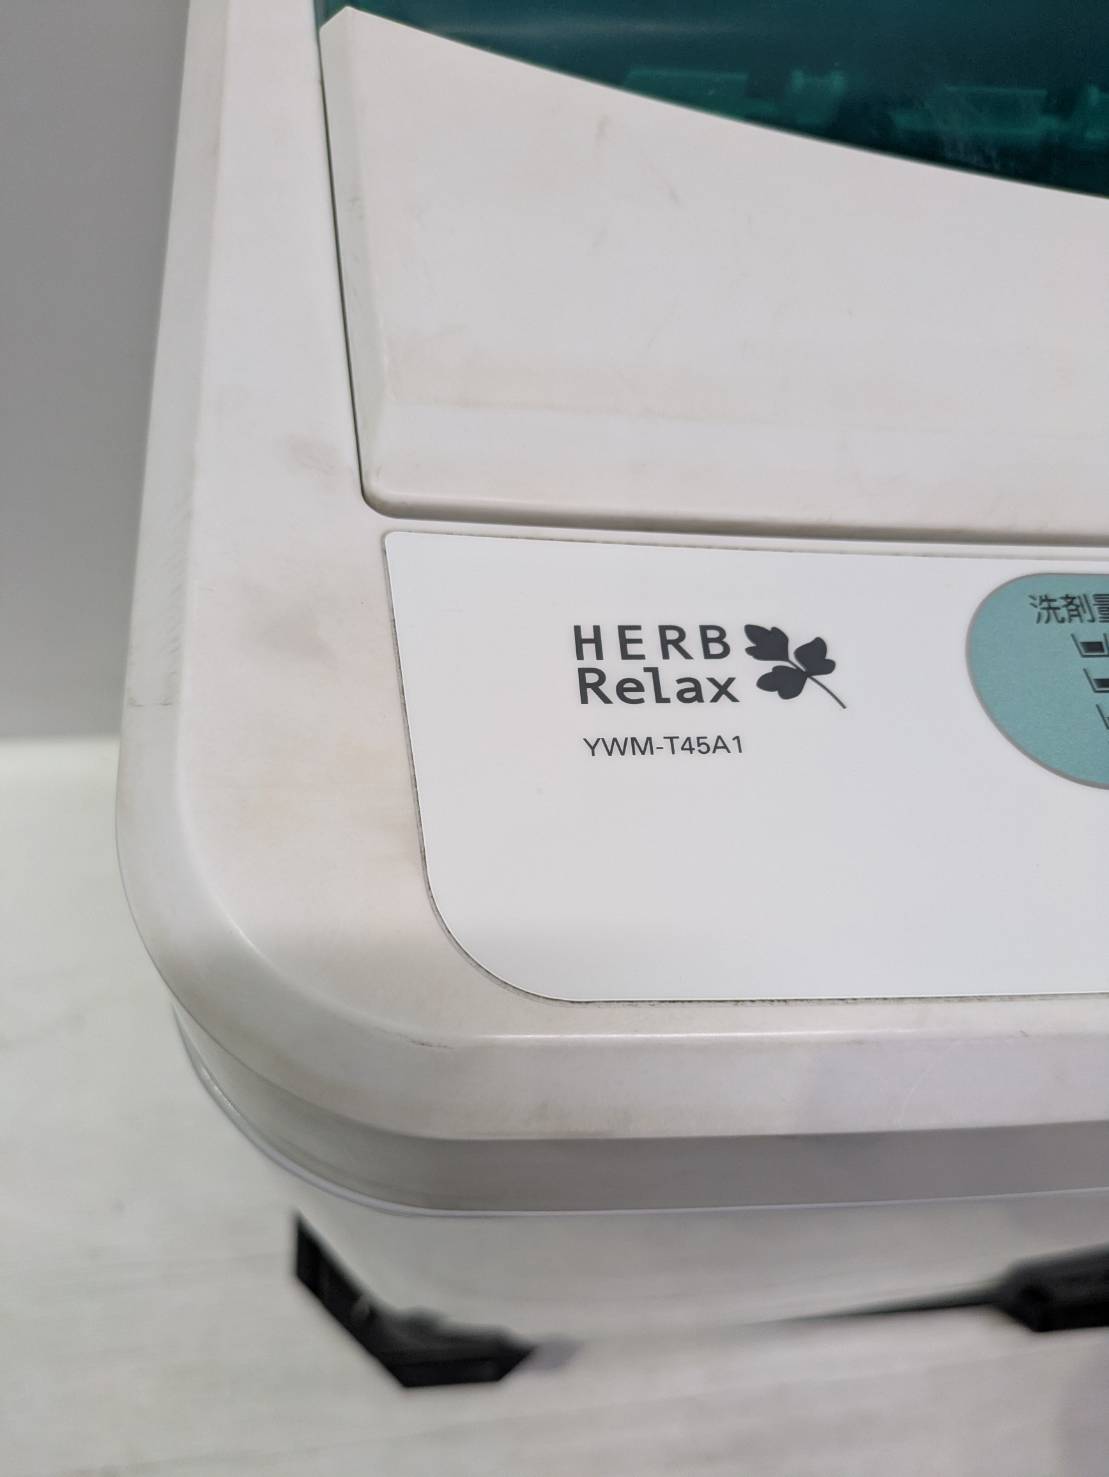 HERB
Relax
YWM-T45A1
洗剤量